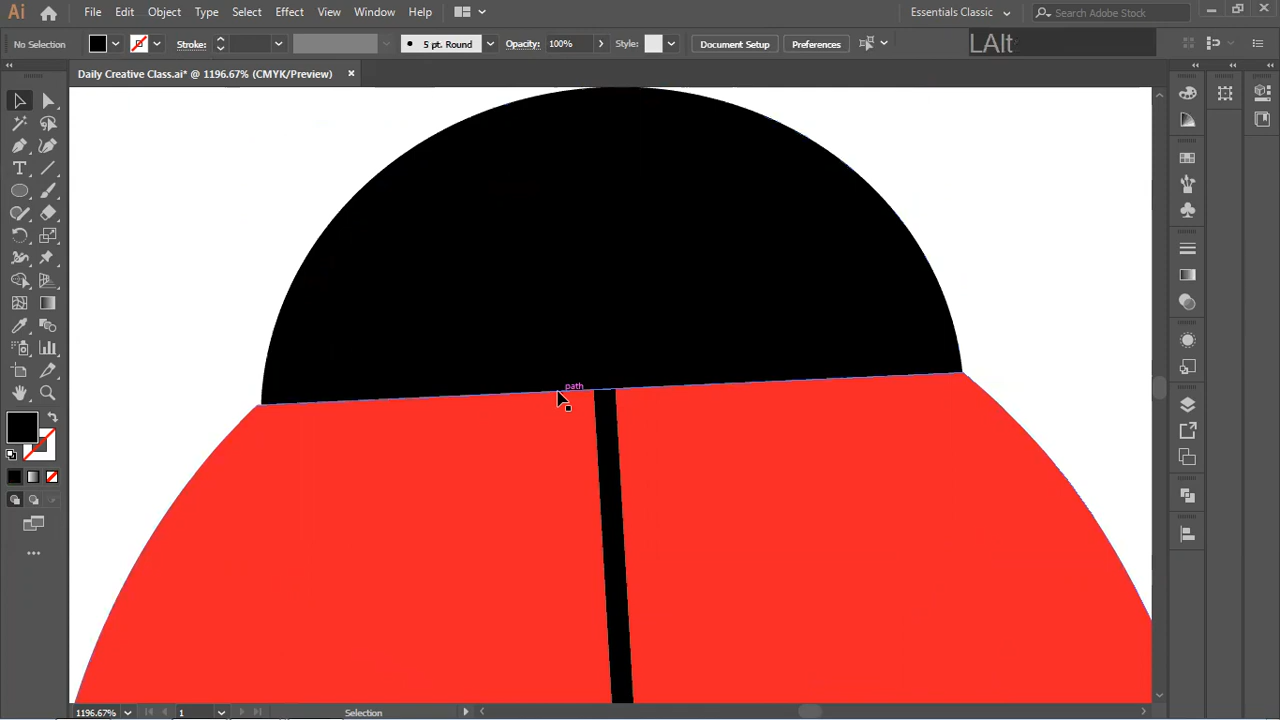 Ai File Edit Object Type Select Effect View Window Help Essentials Classic Search Adobe Stock
No Selection Stroke: 5 pt. Round Opacity: 100% Style: Document Setup Preferences LAlt
Daily Creative Class.ai* @ 1196.67% (CMYK/Preview)
path
1196.67% 1 Selection